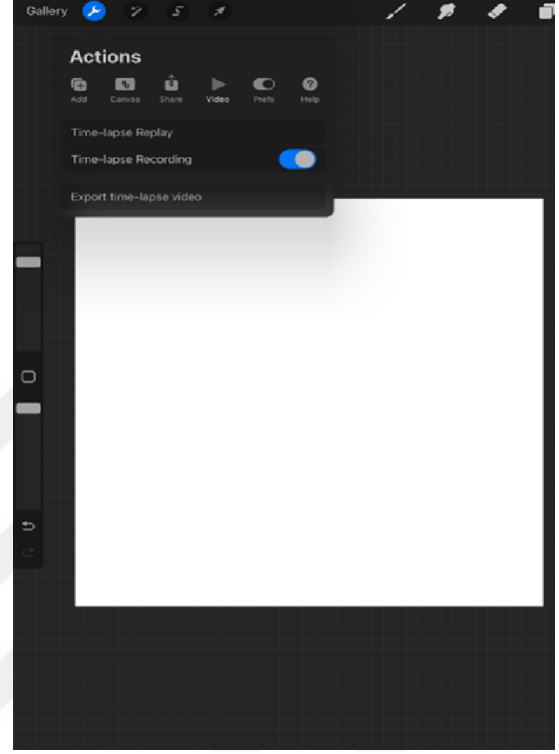 Gallery
Actions
Add Canvas Share Video Prefs Help
Time-lapse Replay
Time-lapse Recording
Export time-lapse video